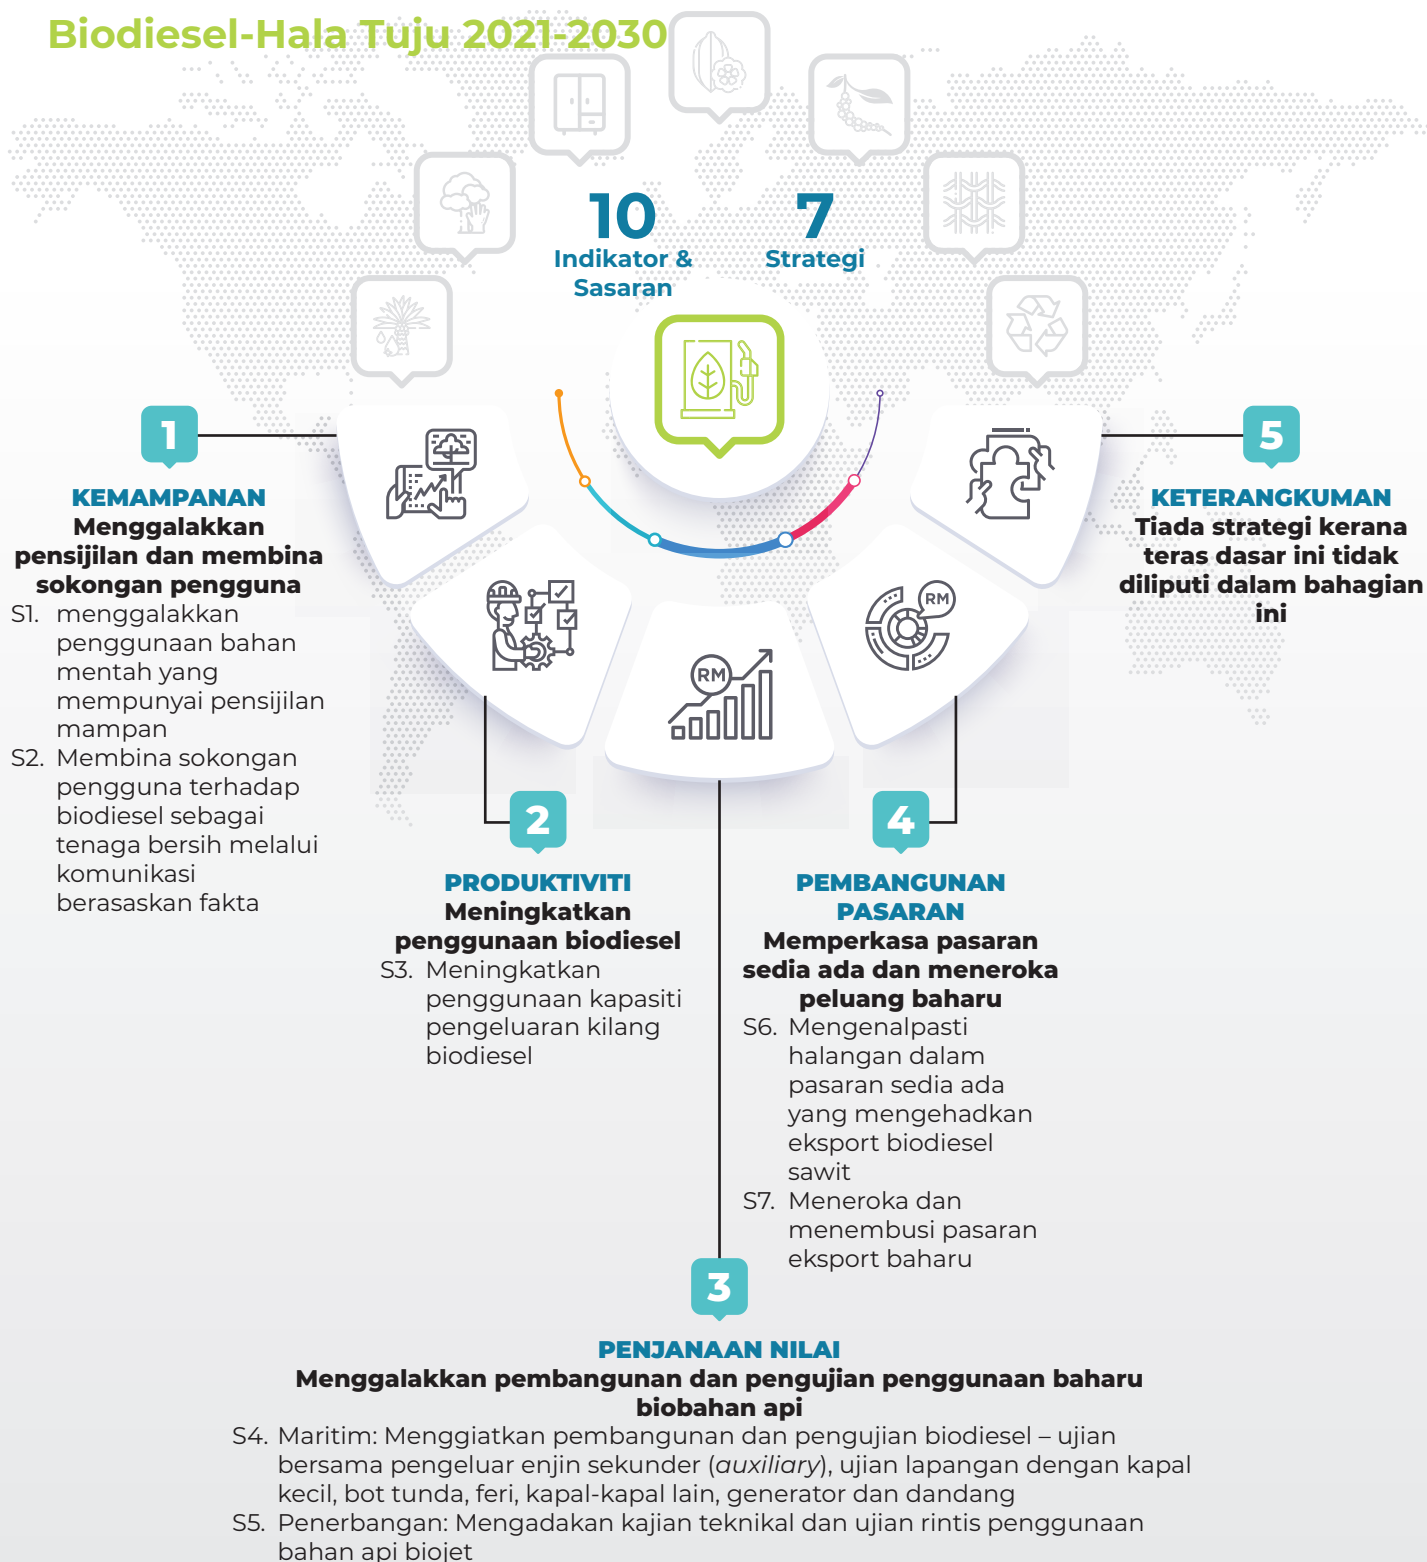 Biodiesel-Hala Tuju 2021-2030
10
Indikator &
Sasaran
7
Strategi
1
KEMAMPANAN
Menggalakkan
pensijilan dan membina
sokongan pengguna
S1. menggalakkan
penggunaan bahan
mentah yang
mempunyai pensijilan
mampan
S2. Membina sokongan
pengguna terhadap
biodiesel sebagai
tenaga bersih melalui
komunikasi
berasaskan fakta
2
PRODUKTIVITI
Meningkatkan
penggunaan biodiesel
S3. Meningkatkan
penggunaan kapasiti
pengeluaran kilang
biodiesel
RM
3
PENJANAAN NILAI
Menggalakkan pembangunan dan pengujian penggunaan baharu
biobahan api
S4. Maritim: Menggiatkan pembangunan dan pengujian biodiesel – ujian
bersama pengeluar enjin sekunder (auxiliary), ujian lapangan dengan kapal
kecil, bot tunda, feri, kapal-kapal lain, generator dan dandang
S5. Penerbangan: Mengadakan kajian teknikal dan ujian rintis penggunaan
bahan api biojet
RM
4
PEMBANGUNAN
PASARAN
Memperkasa pasaran
sedia ada dan meneroka
peluang baharu
S6. Mengenalpasti
halangan dalam
pasaran sedia ada
yang mengehadkan
eksport biodiesel
sawit
S7. Meneroka dan
menembusi pasaran
eksport baharu
5
KETERANGKUMAN
Tiada strategi kerana
teras dasar ini tidak
diliputi dalam bahagian
ini